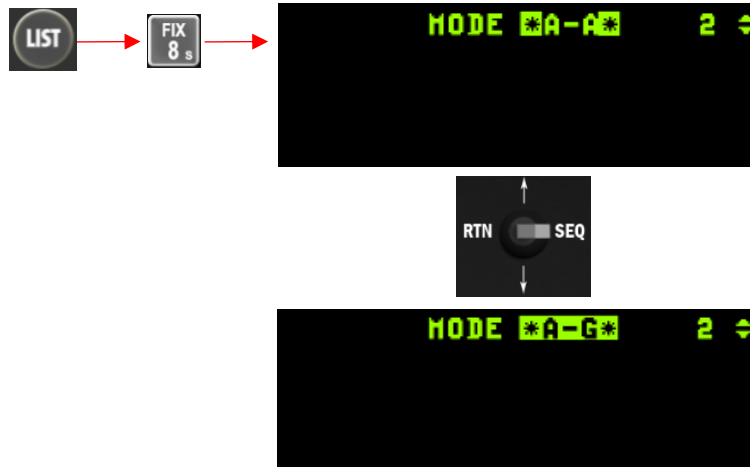 LIST
FIX
8 s
MODE *A-A* 2
RTN SEQ
MODE *A-G* 2